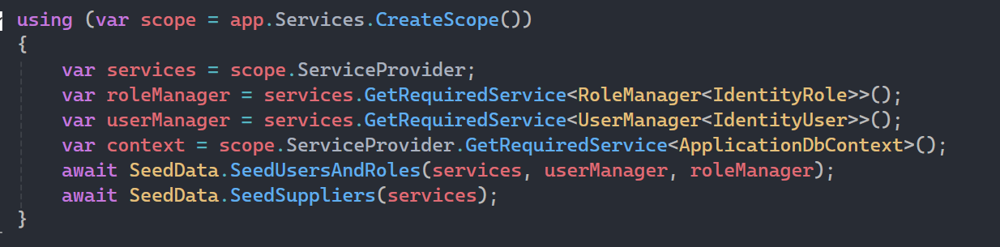 using (var scope = app.Services.CreateScope())
{
    var services = scope.ServiceProvider;
    var roleManager = services.GetRequiredService<RoleManager<IdentityRole>>();
    var userManager = services.GetRequiredService<UserManager<IdentityUser>>();
    var context = scope.ServiceProvider.GetRequiredService<ApplicationDbContext>();
    await SeedData.SeedUsersAndRoles(services, userManager, roleManager);
    await SeedData.SeedSuppliers(services);
}